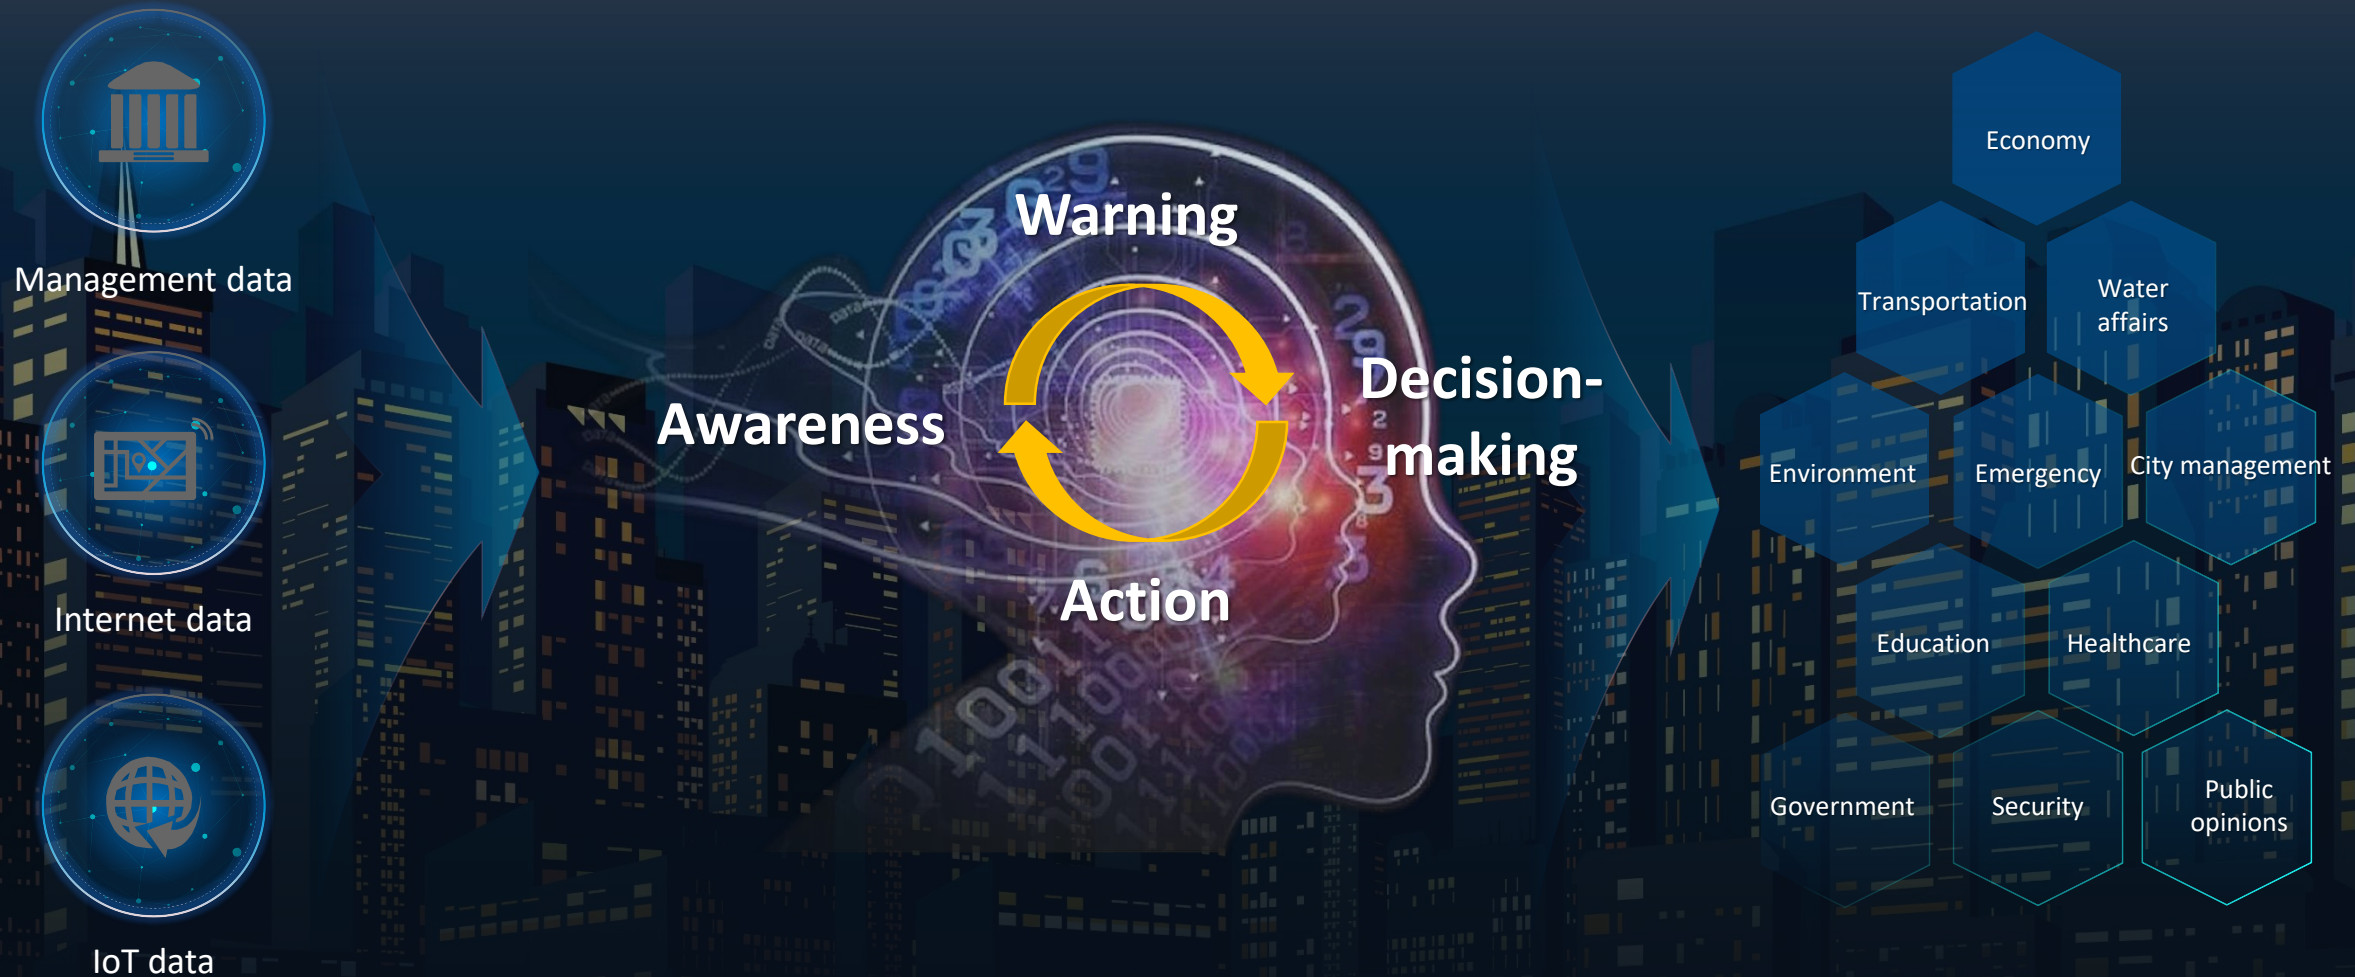 Management data
Internet data
IoT data
Warning
Awareness
Decision-
making
Action
Economy
Transportation
Water
affairs
Environment
Emergency
City management
Education
Healthcare
Government
Security
Public
opinions